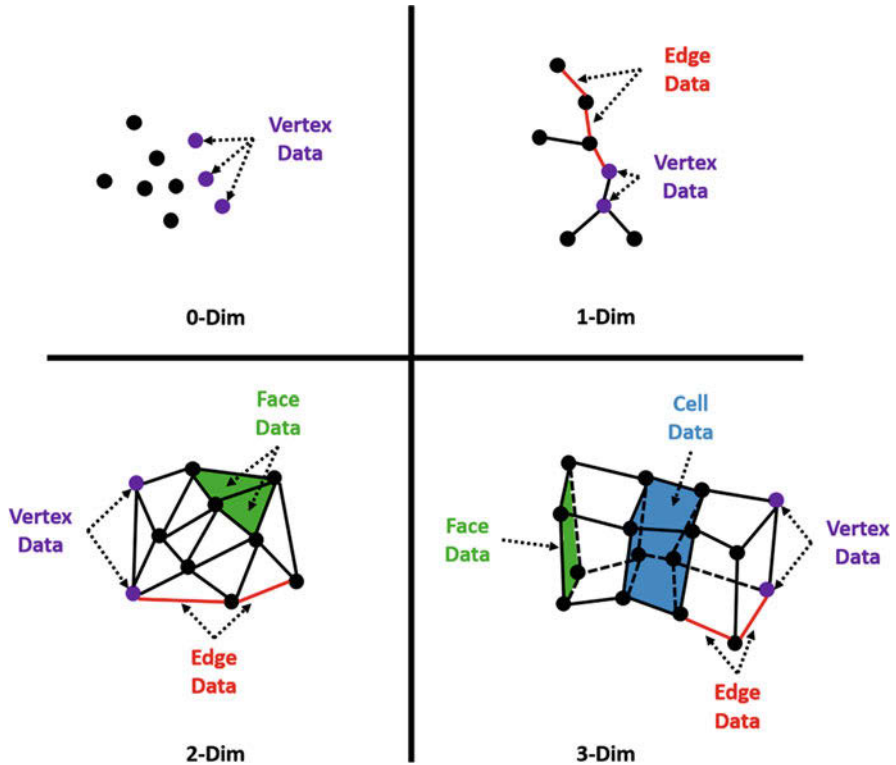 Vertex
Data
0-Dim
Edge
Data
Vertex
Data
1-Dim
Face
Data
Vertex
Data
Edge
Data
2-Dim
Cell
Data
Face
Data
Vertex
Data
Edge
Data
3-Dim